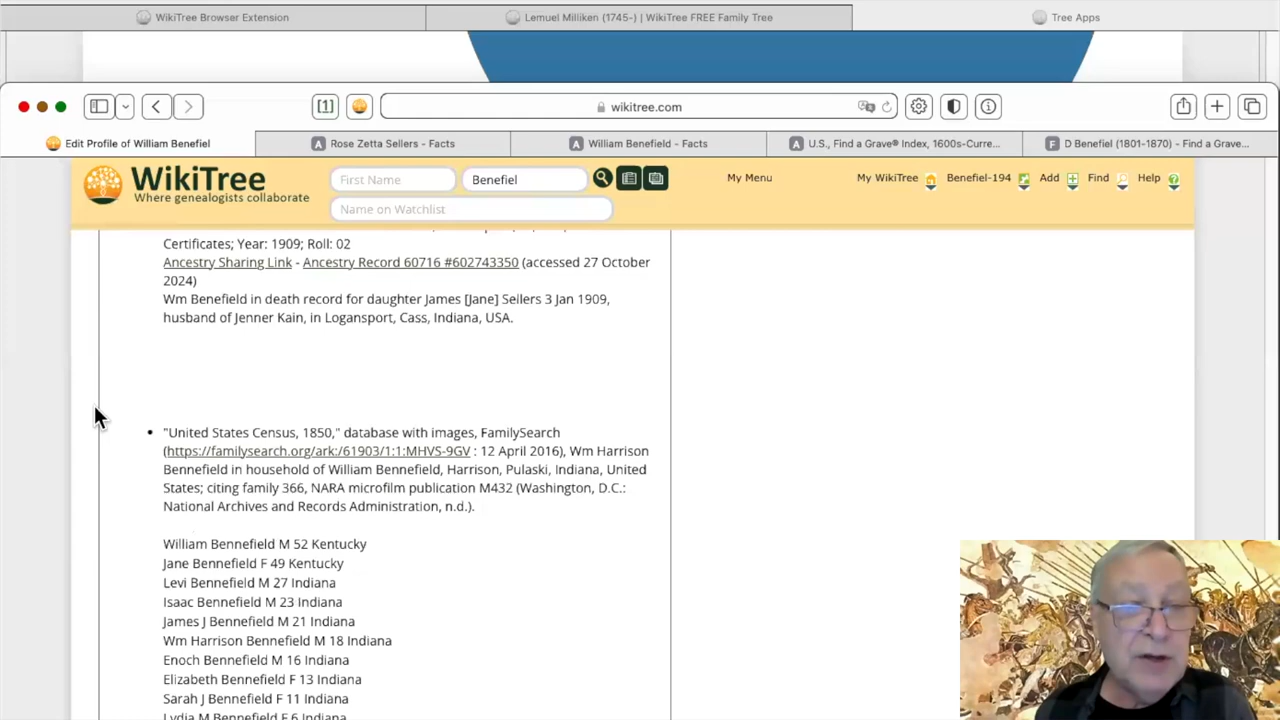 WikiTree Browser Extension
Lemuel Milliken (1745-) | WikiTree FREE Family Tree
Tree Apps
[1]
wikitree.com
Edit Profile of William Benefiel
Rose Zetta Sellers - Facts
William Benefield - Facts
U.S., Find a Grave® Index, 1600s-Curre...
D Benefiel (1801-1870) - Find a Grave...
WikiTree
Where genealogists collaborate
First Name
Benefiel
Name on Watchlist
My Menu
My WikiTree
Benefiel-194
Add
Find
Help
Certificates; Year: 1909; Roll: 02
Ancestry Sharing Link - Ancestry Record 60716 #602743350 (accessed 27 October
2024)
Wm Benefield in death record for daughter James [Jane] Sellers 3 Jan 1909,
husband of Jenner Kain, in Logansport, Cass, Indiana, USA.
• "United States Census, 1850," database with images, FamilySearch
(https://familysearch.org/ark:/61903/1:1:MHVS-9GV : 12 April 2016), Wm Harrison
Bennefield in household of William Bennefield, Harrison, Pulaski, Indiana, United
States; citing family 366, NARA microfilm publication M432 (Washington, D.C.:
National Archives and Records Administration, n.d.).
William Bennefield M 52 Kentucky
Jane Bennefield F 49 Kentucky
Levi Bennefield M 27 Indiana
Isaac Bennefield M 23 Indiana
James J Bennefield M 21 Indiana
Wm Harrison Bennefield M 18 Indiana
Enoch Bennefield M 16 Indiana
Elizabeth Bennefield F 13 Indiana
Sarah J Bennefield F 11 Indiana
Lydia M Bennefield F 6 Indiana